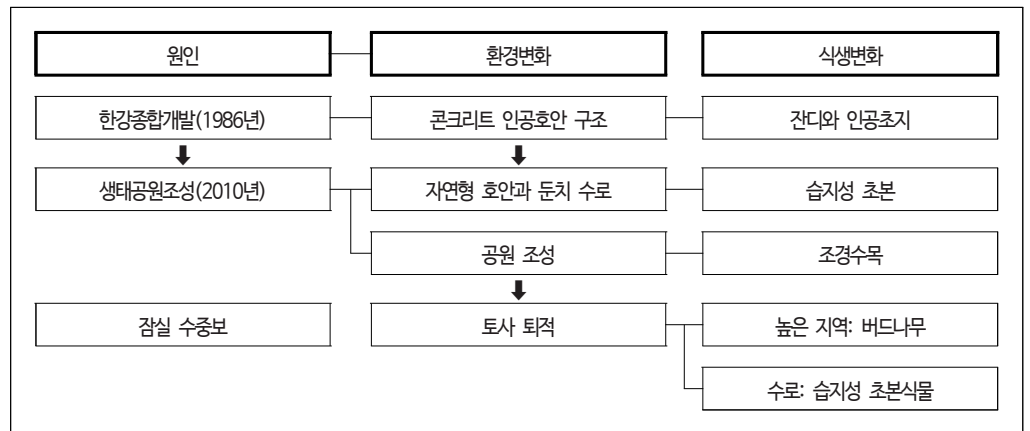 원인 환경변화 식생변화
한강종합개발(1986년) 콘크리트 인공호안 구조 잔디와 인공초지
생태공원조성(2010년) 자연형 호안과 둔치 수로 습지성 초본
공원 조성 조경수목
잠실 수중보 토사 퇴적 높은 지역: 버드나무
수로: 습지성 초본식물